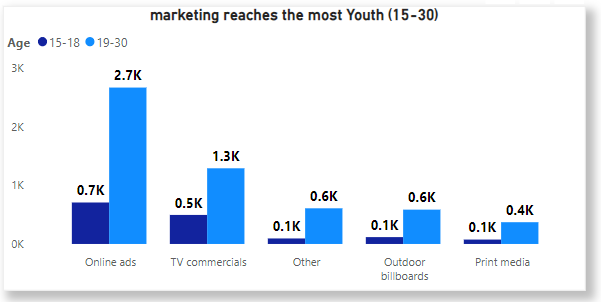 marketing reaches the most Youth (15-30)
Age 15-18 19-30
3K
2K
1K
0K
2.7K
0.7K
1.3K
0.5K
0.6K
0.1K
0.6K
0.1K
0.4K
0.1K
Online ads
TV commercials
Other
Outdoor
billboards
Print media